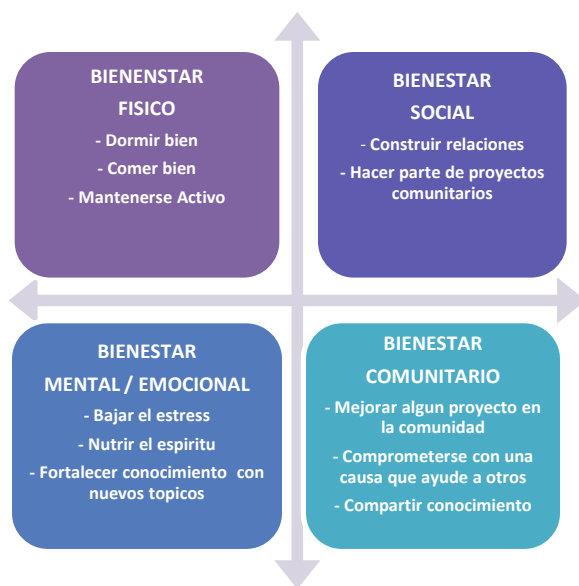 BIENENSTAR
FISICO
- Dormir bien
- Comer bien
- Mantenerse Activo
BIENESTAR
SOCIAL
- Construir relaciones
- Hacer parte de proyectos
comunitarios
BIENESTAR
MENTAL / EMOCIONAL
- Bajar el estress
- Nutrir el espiritu
- Fortalecer conocimiento con
nuevos topicos
BIENESTAR
COMUNITARIO
- Mejorar algun proyecto en
la comunidad
- Comprometerse con una
causa que ayude a otros
- Compartir conocimiento